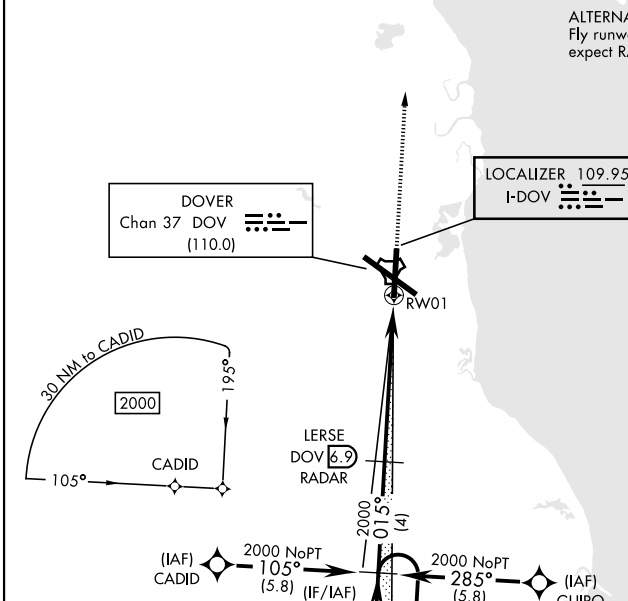 ALTERNA
Fly runw
expect RA
LOCALIZER 109.95
I-DOV
DOVER
Chan 37 DOV
(110.0)
RW01
30 NM to CADID
2000
195°
105°
CADID
LERSE
DOV 6.9
RADAR
2000
015°
(4)
(IAF)
CADID
2000 NoPT
105°
(5.8)
(IF/IAF)
2000 NoPT
285°
(5.8)
(IAF)